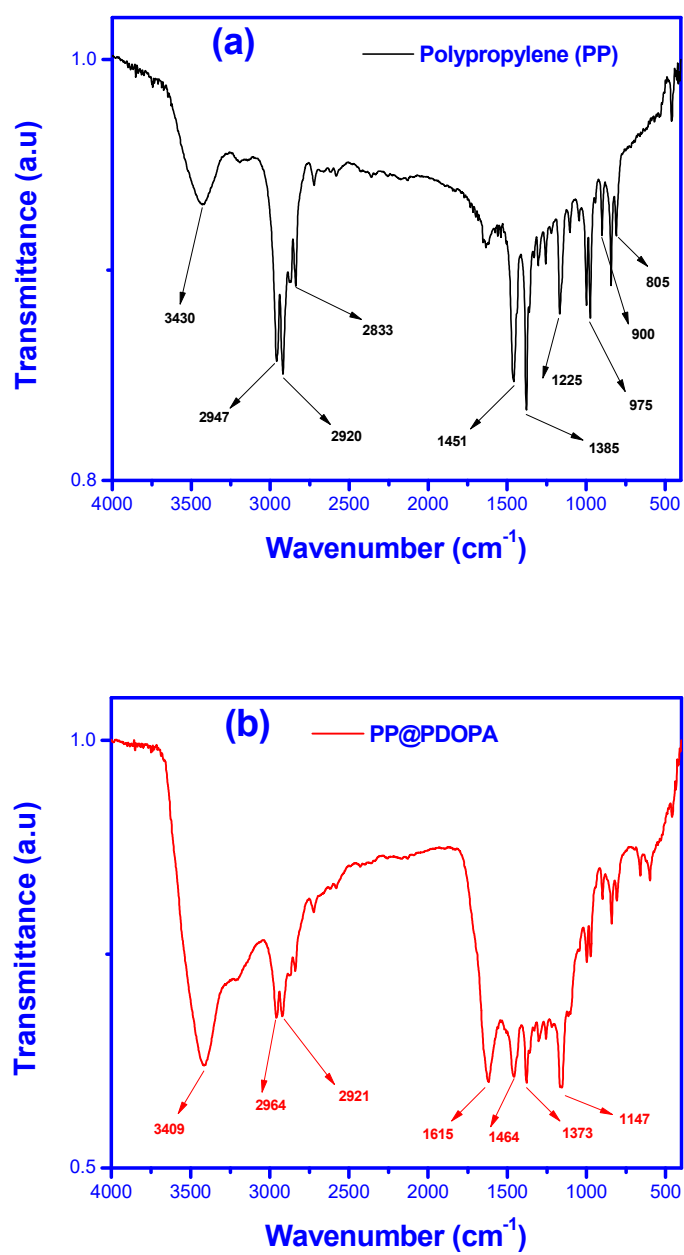 (a)
Polypropylene (PP)
1.0
0.8
Transmittance (a.u)
3430
2947
2920
2833
1451
1385
1225
975
900
805
4000 3500 3000 2500 2000 1500 1000 500
Wavenumber (cm-1)
(b)
PP@PDOPA
1.0
0.5
Transmittance (a.u)
3409
2964
2921
1615
1464
1373
1147
4000 3500 3000 2500 2000 1500 1000 500
Wavenumber (cm-1)